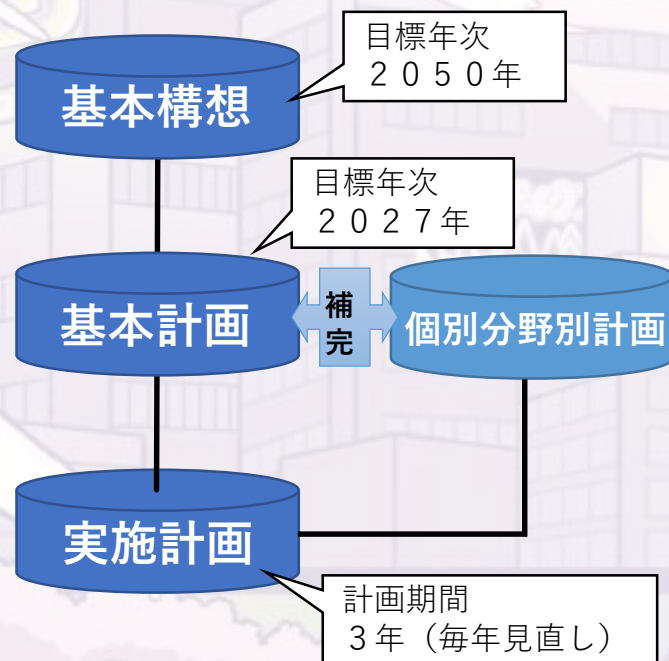 目標年次
２０５０年
基本構想
目標年次
２０２７年
基本計画
補
完
個別分野別計画
実施計画
計画期間
３年（毎年見直し）